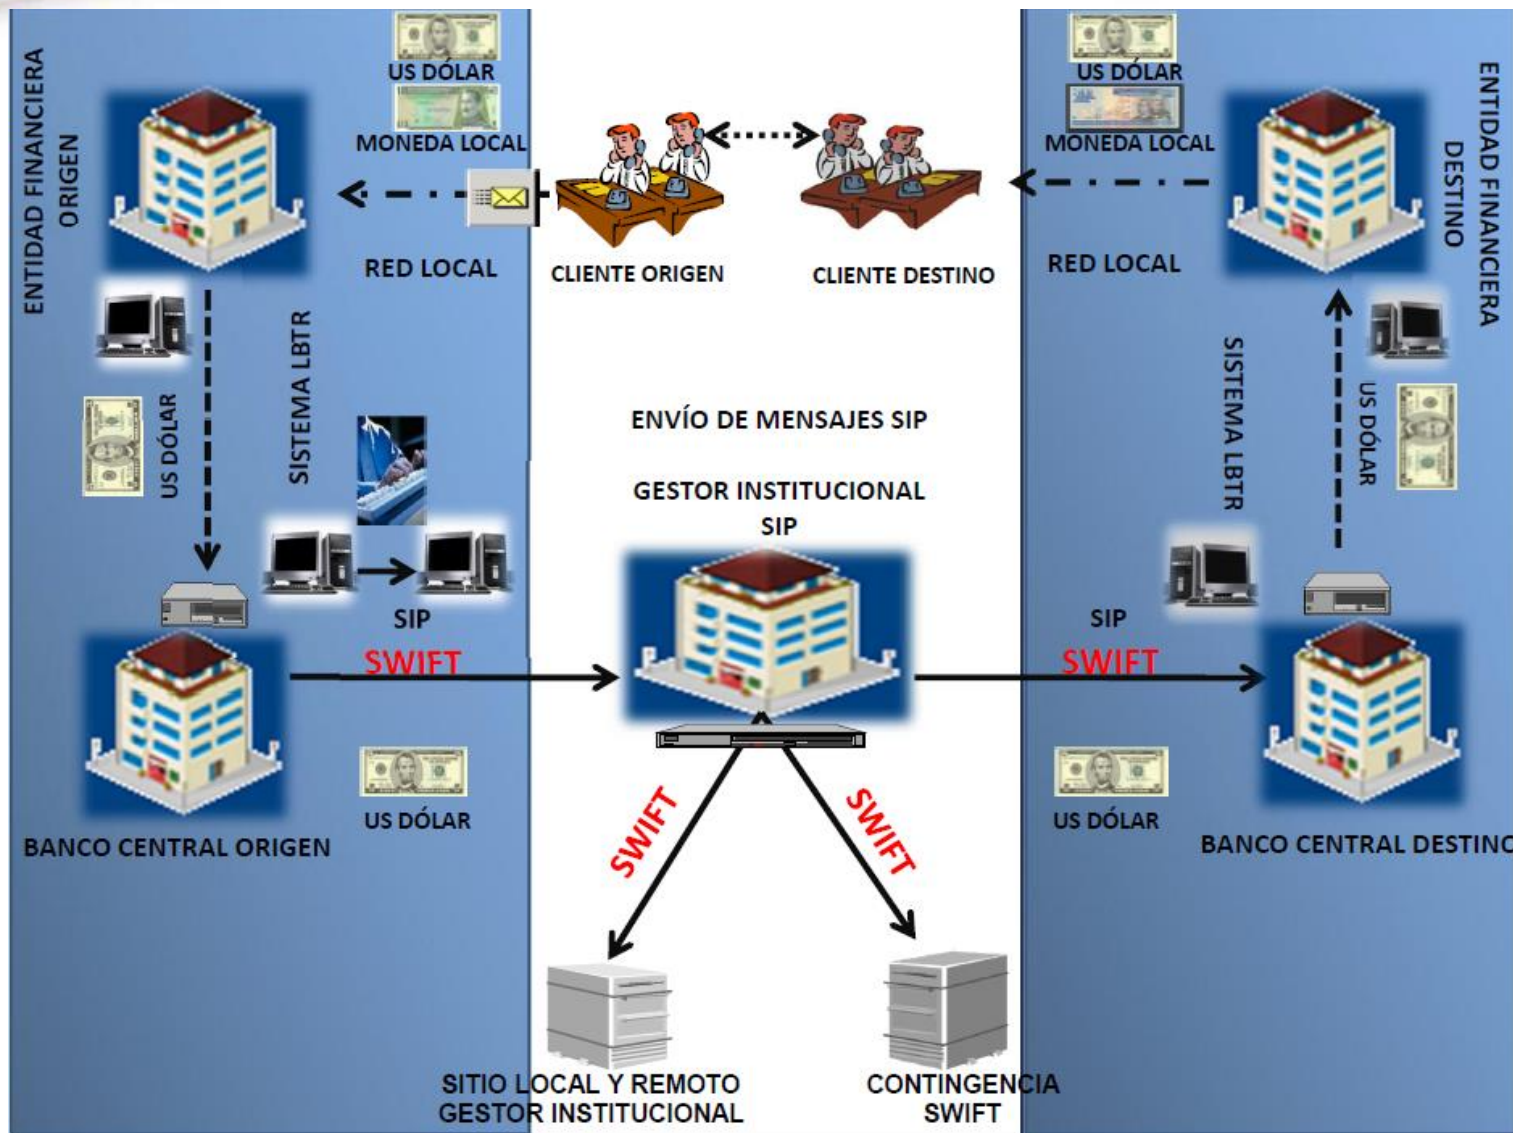 ENTIDAD FINANCIERA
ORIGEN
US DÓLAR
MONEDA LOCAL
RED LOCAL
CLIENTE ORIGEN
CLIENTE DESTINO
US DÓLAR
MONEDA LOCAL
RED LOCAL
ENTIDAD FINANCIERA
DESTINO
US DÓLAR
SISTEMA LBTR
ENVÍO DE MENSAJES SIP
GESTOR INSTITUCIONAL
SIP
SISTEMA LBTR
US DÓLAR
SIP
SWIFT
SIP
SWIFT
US DÓLAR
BANCO CENTRAL ORIGEN
SWIFT
SWIFT
US DÓLAR
BANCO CENTRAL DESTINO
SITIO LOCAL Y REMOTO
GESTOR INSTITUCIONAL
CONTINGENCIA
SWIFT